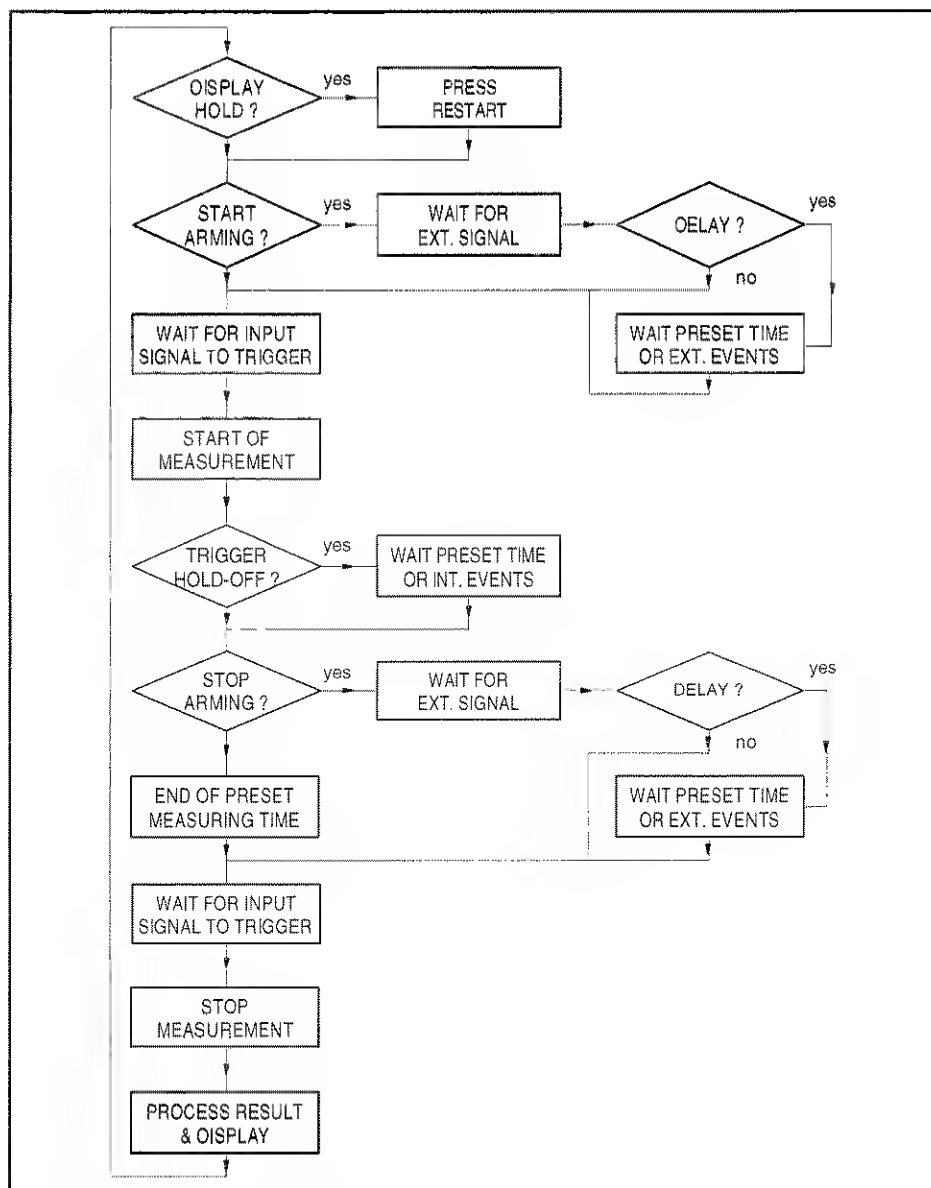 OISPLAY
HOLD ?
yes
PRESS
RESTART
START
ARMING ?
yes
WAIT FOR
EXT. SIGNAL
OELAY ?
yes
no
WAIT PRESET TIME
OR EXT. EVENTS
WAIT FOR INPUT
SIGNAL TO TRIGGER
START OF
MEASUREMENT
TRIGGER
HOLD-OFF ?
yes
WAIT PRESET TIME
OR INT. EVENTS
STOP
ARMING ?
yes
WAIT FOR
EXT. SIGNAL
DELAY ?
yes
no
WAIT PRESET TIME
OR EXT. EVENTS
END OF PRESET
MEASURING TIME
WAIT FOR INPUT
SIGNAL TO TRIGGER
STOP
MEASUREMENT
PROCESS RESULT
& OISPLAY